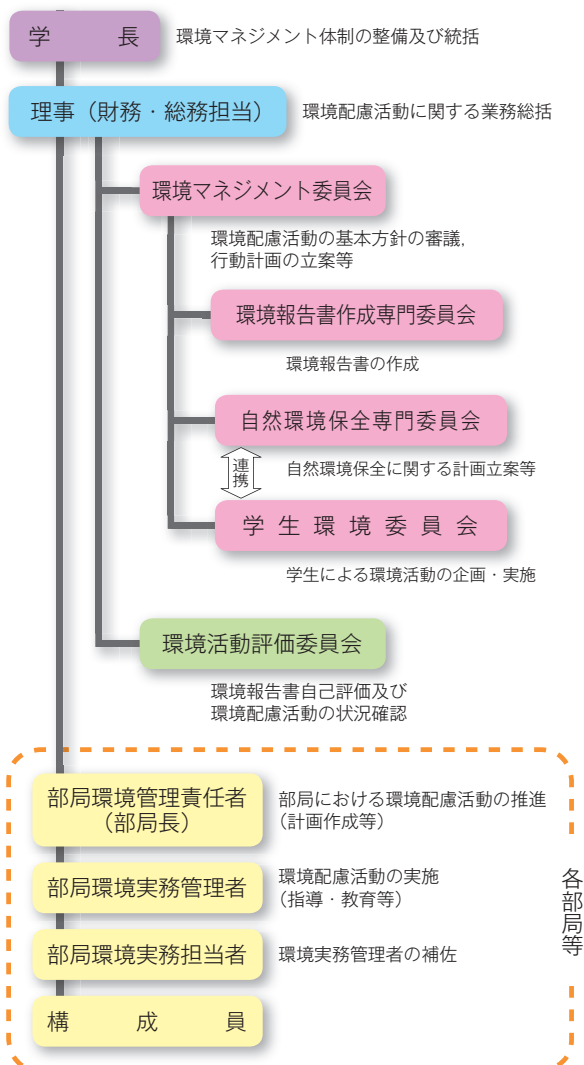 学長 環境マネジメント体制の整備及び統括
理事（財務・総務担当） 環境配慮活動に関する業務総括
環境マネジメント委員会
環境配慮活動の基本方針の審議,
行動計画の立案等
環境報告書作成専門委員会
環境報告書の作成
自然環境保全専門委員会
連携
自然環境保全に関する計画立案等
学生環境委員会
学生による環境活動の企画・実施
環境活動評価委員会
環境報告書自己評価及び
環境配慮活動の状況確認
部局環境管理責任者
（部局長）
部局における環境配慮活動の推進
（計画作成等）
部局環境実務管理者
環境配慮活動の実施
（指導・教育等）
部局環境実務担当者
環境実務管理者の補佐
構成員
各部局等